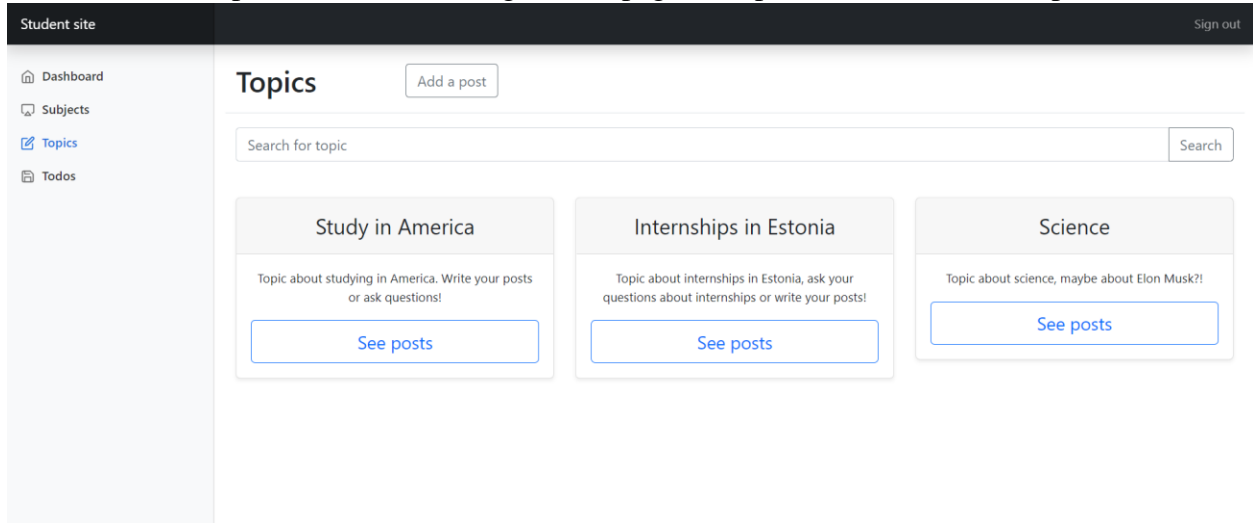 Student site
Sign out
Dashboard
Subjects
Topics
Todos
Topics
Add a post
Search for topic
Search
Study in America
Topic about studying in America. Write your posts
or ask questions!
See posts
Internships in Estonia
Topic about internships in Estonia, ask your
questions about internships or write your posts!
See posts
Science
Topic about science, maybe about Elon Musk?!
See posts